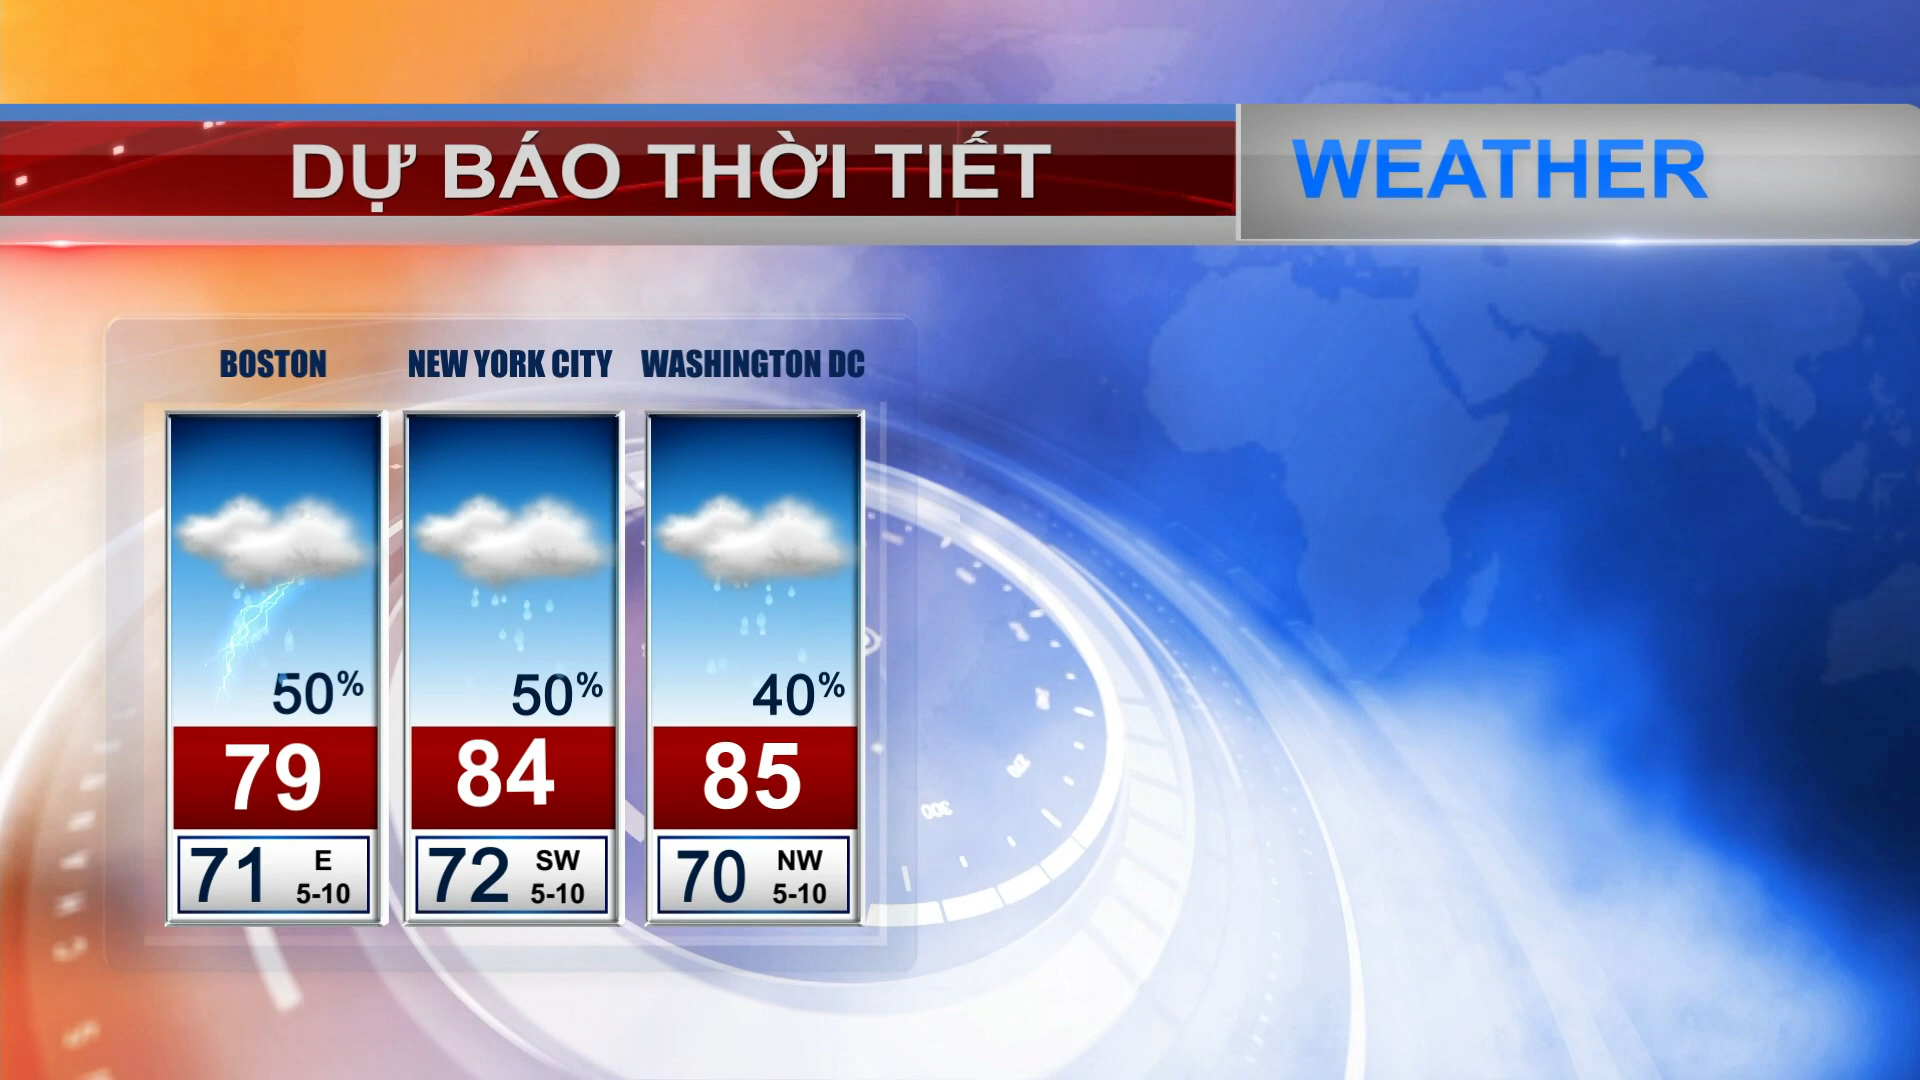 DỰ BÁO THỜI TIẾT
WEATHER
BOSTON NEW YORK CITY WASHINGTON DC
50% 50% 40%
79 84 85
71 E 5-10 72 SW 5-10 70 NW 5-10
300